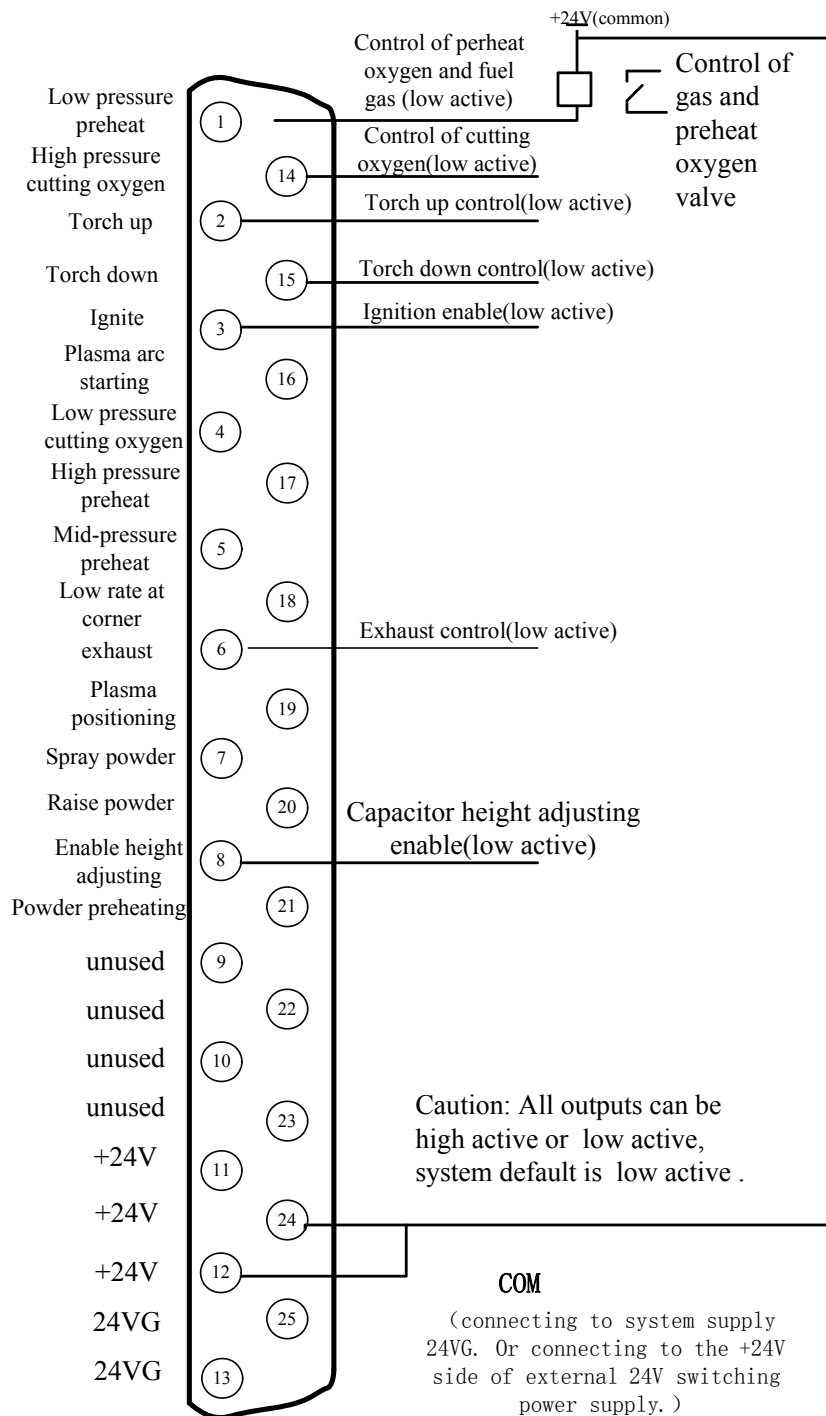 +24V(common)
Control of perheat
oxygen and fuel
gas (low active)
Control of
gas and
preheat
oxygen
valve
Low pressure
preheat
1
High pressure
cutting oxygen
14
Control of cutting
oxygen(low active)
Torch up
2
Torch up control(low active)
Torch down
15
Torch down control(low active)
Ignite
3
Ignition enable(low active)
Plasma arc
starting
16
Low pressure
cutting oxygen
4
High pressure
preheat
17
Mid-pressure
preheat
5
Low rate at
corner
18
exhaust
6
Exhaust control(low active)
Plasma
positioning
19
Spray powder
7
Raise powder
20
Enable height
adjusting
8
Capacitor height adjusting
enable(low active)
Powder preheating
21
unused
9
unused
22
unused
10
unused
23
+24V
11
Caution: All outputs can be
high active or low active,
system default is low active .
+24V
24
+24V
12
24VG
25
24VG
13
COM
(connecting to system supply
24VG. Or connecting to the +24V
side of external 24V switching
power supply.)